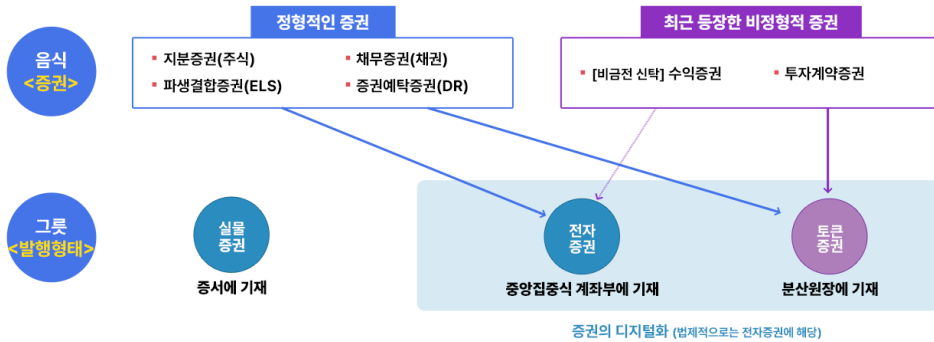 정형적인 증권
최근 등장한 비정형적 증권
음식
<증권>
지분증권(주식)
채무증권(채권)
파생결합증권(ELS)
증권예탁증권(DR)
[비금전 신탁] 수익증권
투자계약증권
그릇
<발행형태>
실물
증권
증서에 기재
전자
증권
중앙집중식 계좌부에 기재
토큰
증권
분산원장에 기재
증권의 디지털화 (법제적으로는 전자증권에 해당)